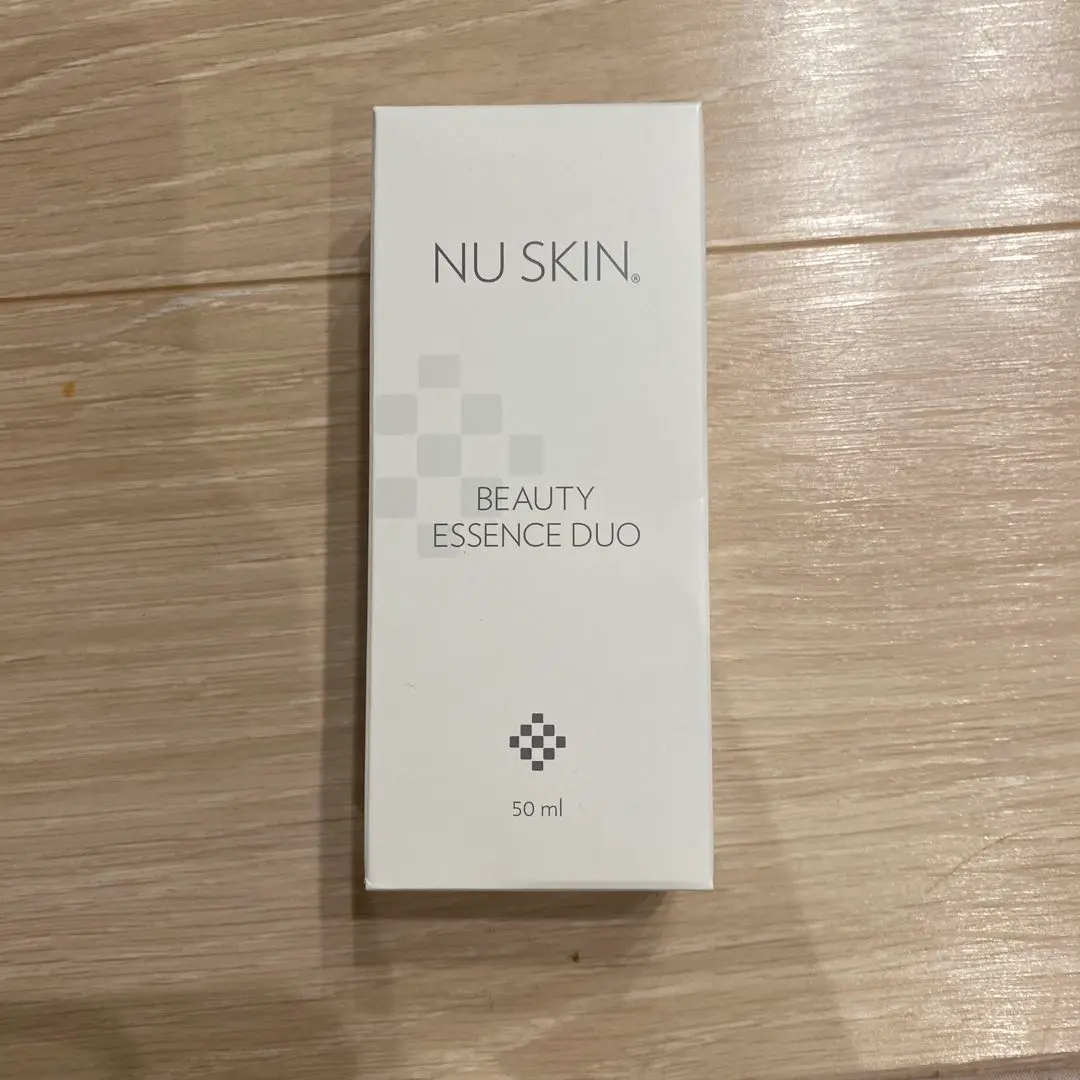 NU SKIN®
BEAUTY
ESSENCE DUO
50 ml